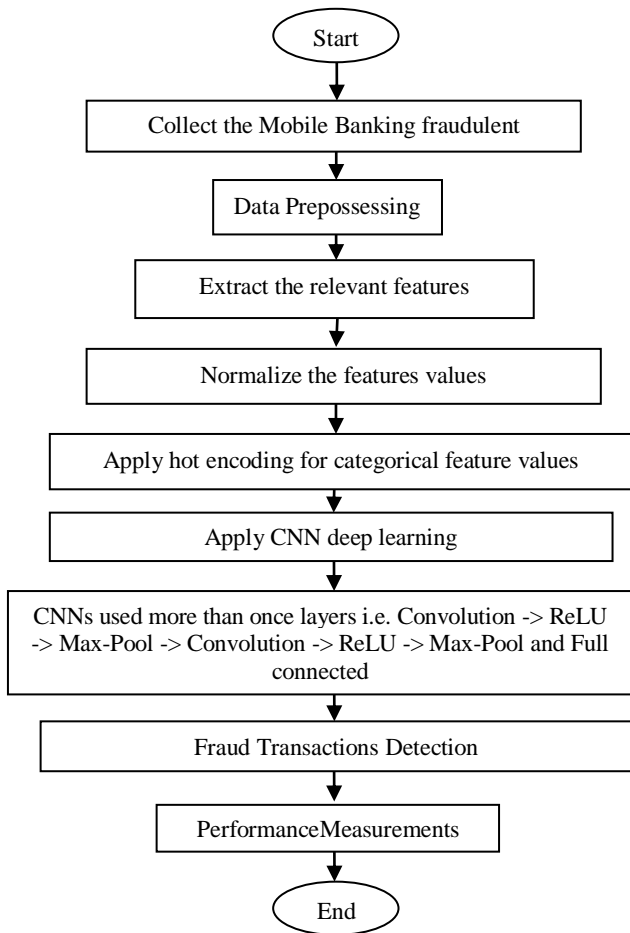 Start
Collect the Mobile Banking fraudulent
Data Prepossessing
Extract the relevant features
Normalize the features values
Apply hot encoding for categorical feature values
Apply CNN deep learning
CNNs used more than once layers i.e. Convolution -> ReLU
-> Max-Pool -> Convolution -> ReLU -> Max-Pool and Full
connected
Fraud Transactions Detection
PerformanceMeasurements
End